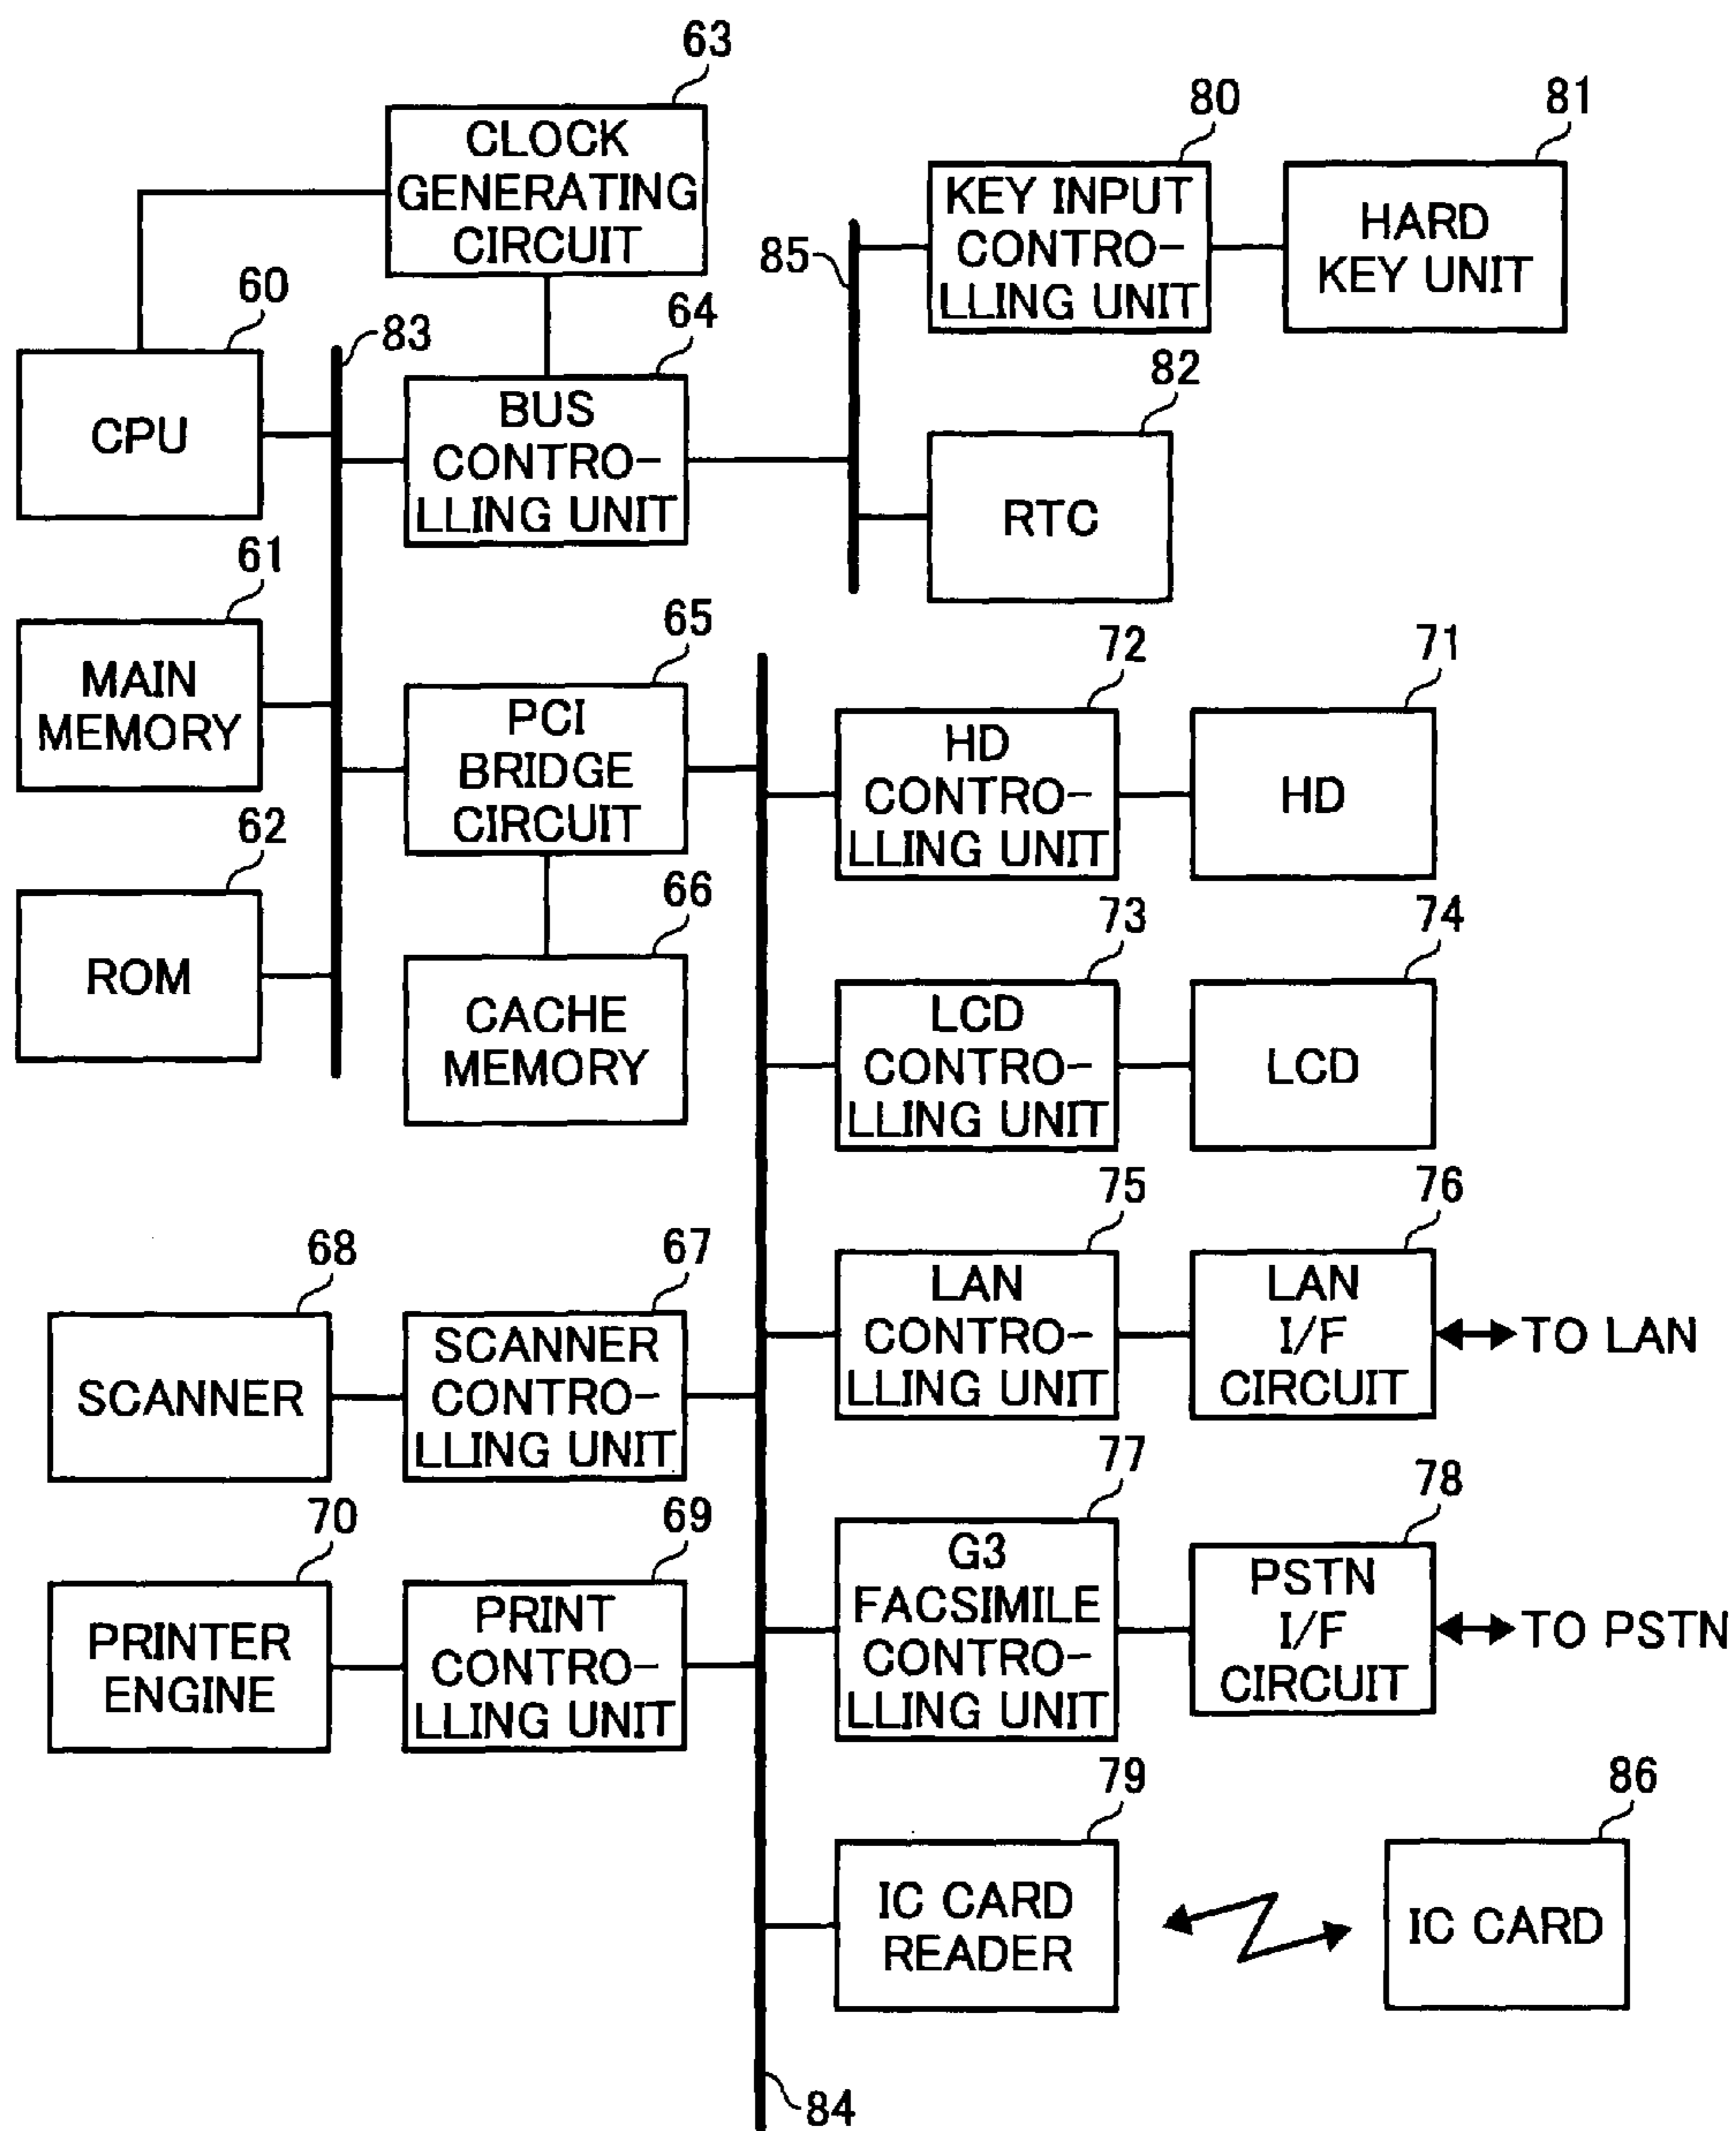 63
CLOCK
GENERATING
CIRCUIT
80
KEY INPUT
CONTRO-
LLING UNIT
81
HARD
KEY UNIT
85
60
CPU
83
64
BUS
CONTRO-
LLING UNIT
82
RTC
61
MAIN
MEMORY
65
PCI
BRIDGE
CIRCUIT
72
HD
CONTRO-
LLING UNIT
71
HD
62
ROM
66
CACHE
MEMORY
73
LCD
CONTRO-
LLING UNIT
74
LCD
75
LAN
CONTRO-
LLING UNIT
76
LAN
I/F
CIRCUIT
TO LAN
68
SCANNER
67
SCANNER
CONTRO-
LLING UNIT
77
G3
FACSIMILE
CONTRO-
LLING UNIT
78
PSTN
I/F
CIRCUIT
TO PSTN
70
PRINTER
ENGINE
69
PRINT
CONTRO-
LLING UNIT
79
IC CARD
READER
86
IC CARD
84